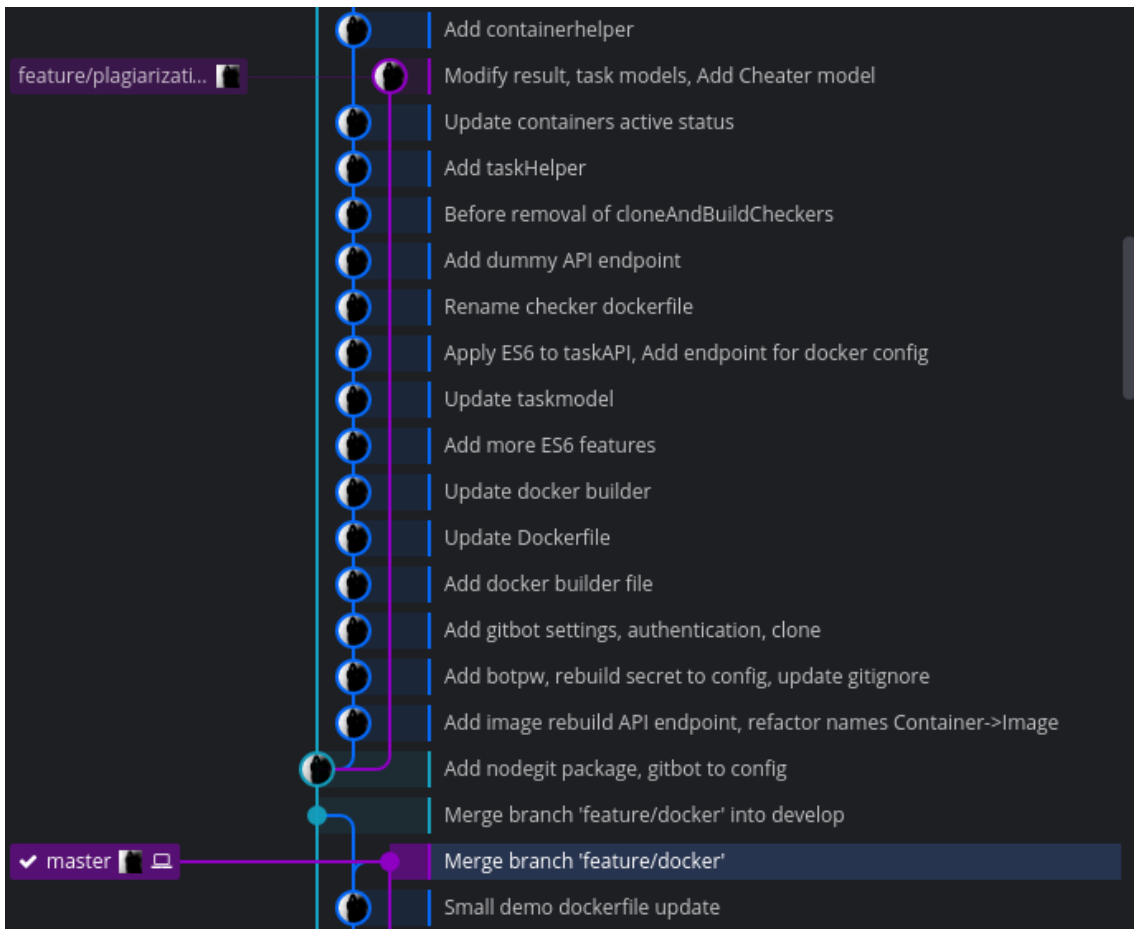 Add containerhelper
feature/plagiarizati... Modify result, task models, Add Cheater model
Update containers active status
Add taskHelper
Before removal of cloneAndBuildCheckers
Add dummy API endpoint
Rename checker dockerfile
Apply ES6 to taskAPI, Add endpoint for docker config
Update taskmodel
Add more ES6 features
Update docker builder
Update Dockerfile
Add docker builder file
Add gitbot settings, authentication, clone
Add botpw, rebuild secret to config, update gitignore
Add image rebuild API endpoint, refactor names Container->Image
Add nodegit package, gitbot to config
Merge branch 'feature/docker' into develop
master Merge branch 'feature/docker'
Small demo dockerfile update